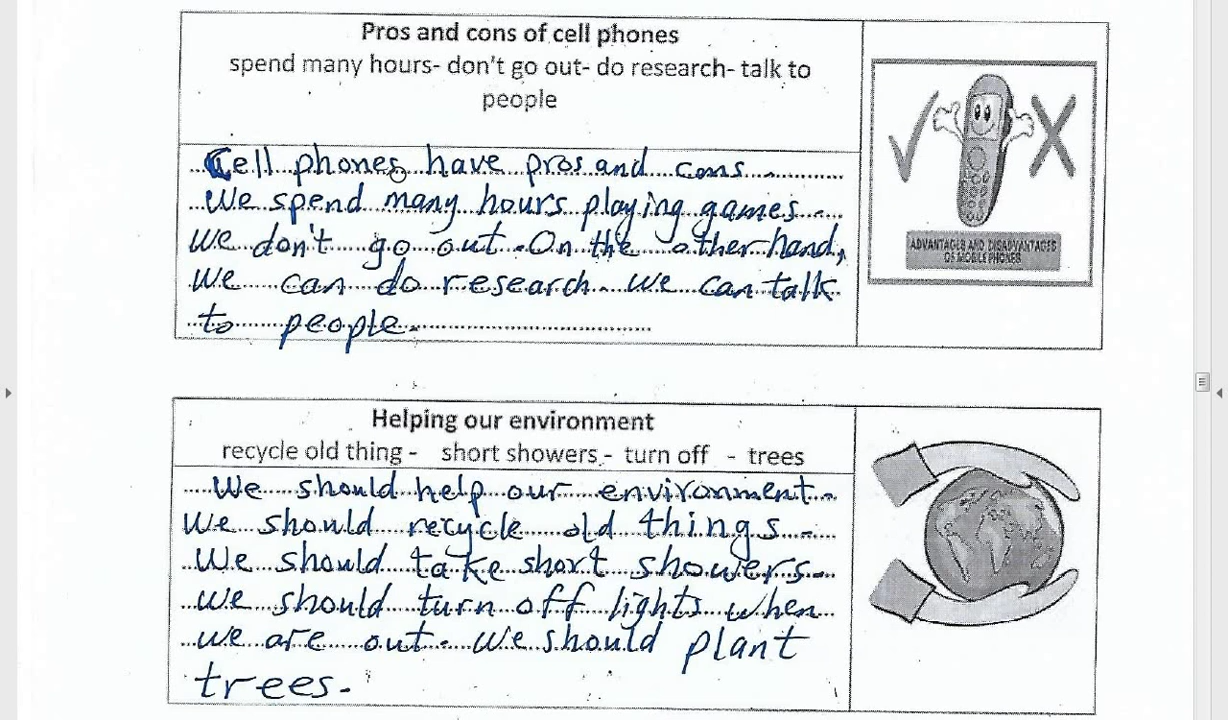 Pros and cons of cell phones
spend many hours- don't go out- do research- talk to
people
Cell phones have pros and cons.
We spend many hours playing games.
We don't go out. On the other hand,
we can do research. We can talk
to people.
ADVANTAGES AND DISADVANTAGES
OF MOBILE PHONES
Helping our environment
recycle old thing - short showers - turn off - trees
We should help our environment.
We should recycle old things.
We should take short showers.
We should turn off lights when
we are out. We should plant
trees.